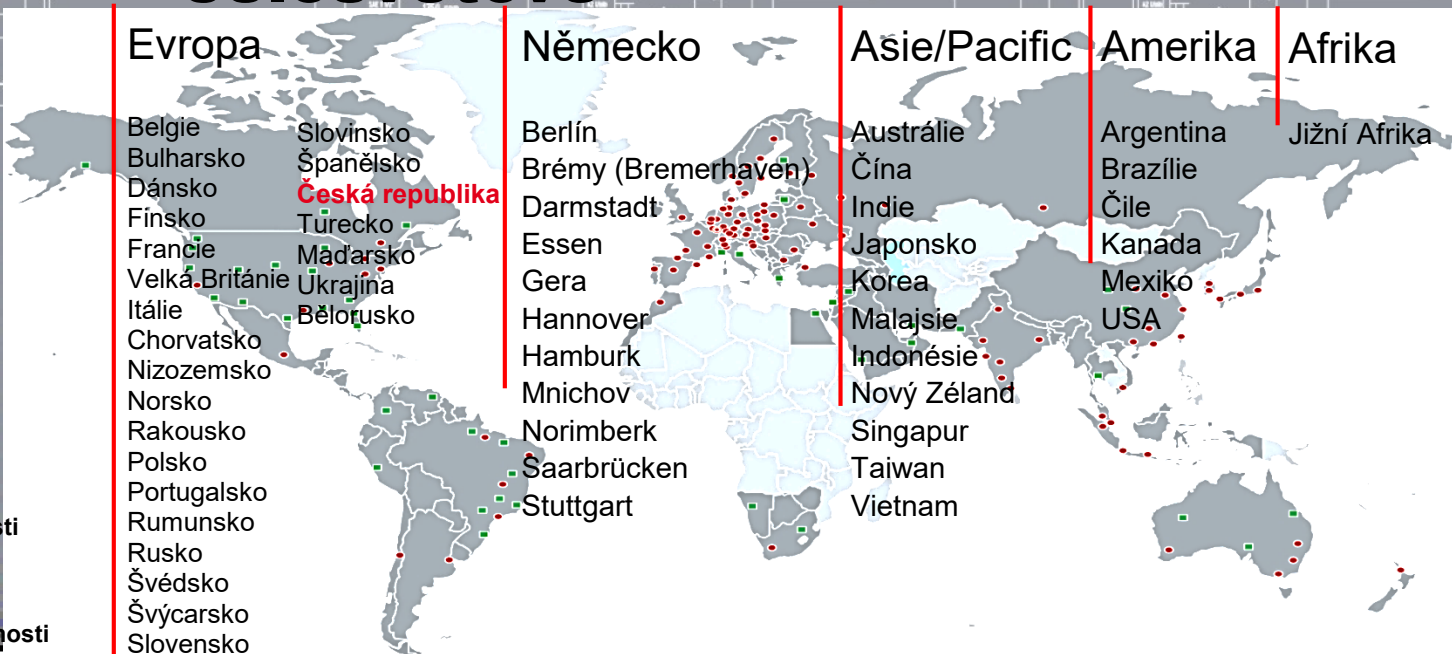 Evropa
Belgie
Bulharsko
Dánsko
Finsko
Francie
Velká Británie
Itálie
Chorvatsko
Nizozemsko
Norsko
Rakousko
Polsko
Portugalsko
Rumunsko
Rusko
Švédsko
Švýcarsko
Slovensko
Slovinsko
Španělsko
Česká republika
Turecko
Maďarsko
Ukrajina
Bělorusko
Německo
Berlín
Brémy (Bremerhaven)
Darmstadt
Essen
Gera
Hannover
Hamburk
Mnichov
Norimberk
Saarbrücken
Stuttgart
Asie/Pacific
Austrálie
Čína
Indie
Japonsko
Korea
Malajsie
Indonésie
Nový Zéland
Singapur
Taiwan
Vietnam
Amerika
Argentina
Brazílie
Čile
Kanada
Mexiko
USA
Afrika
Jižní Afrika